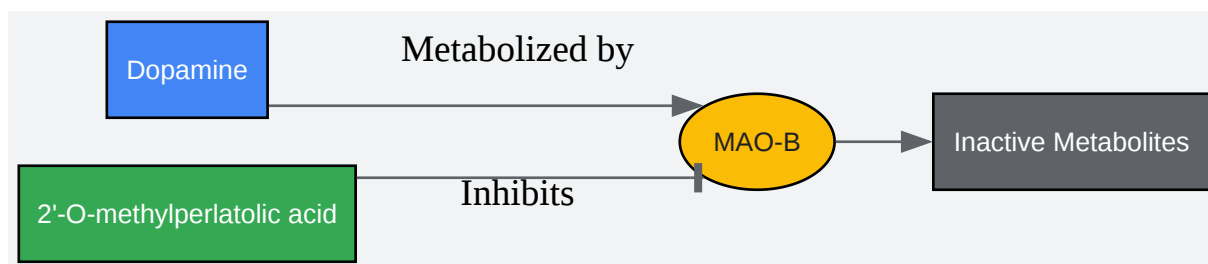 Metabolized by
Dopamine
MAO-B
Inactive Metabolites
Inhibits
2'-O-methylperlatolic acid